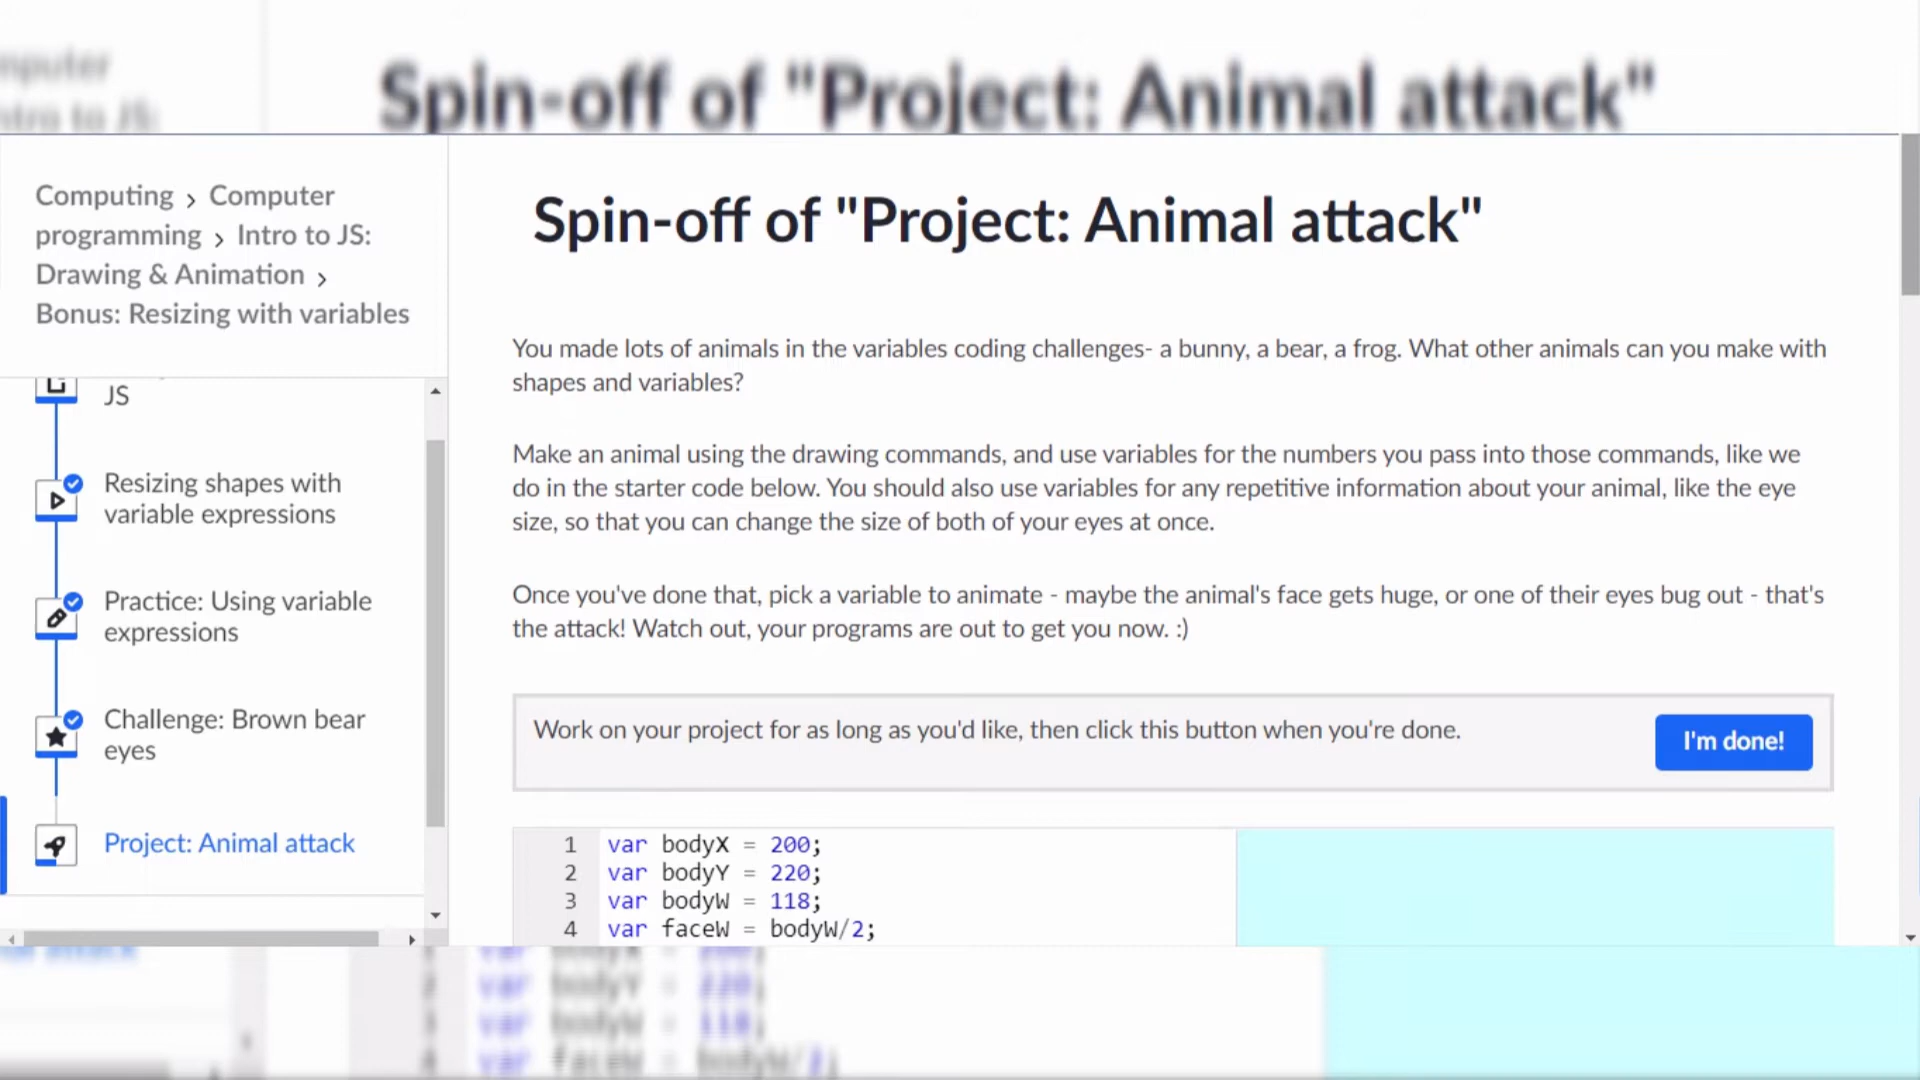 Spin-off of "Project: Animal attack"
Computing > Computer
programming > Intro to JS:
Drawing & Animation >
Bonus: Resizing with variables
JS
Resizing shapes with
variable expressions
Practice: Using variable
expressions
Challenge: Brown bear
eyes
Project: Animal attack
Spin-off of "Project: Animal attack"
You made lots of animals in the variables coding challenges- a bunny, a bear, a frog. What other animals can you make with
shapes and variables?
Make an animal using the drawing commands, and use variables for the numbers you pass into those commands, like we
do in the starter code below. You should also use variables for any repetitive information about your animal, like the eye
size, so that you can change the size of both of your eyes at once.
Once you've done that, pick a variable to animate - maybe the animal's face gets huge, or one of their eyes bug out - that's
the attack! Watch out, your programs are out to get you now. :)
Work on your project for as long as you'd like, then click this button when you're done.
I'm done!
1 var bodyX = 200;
2 var bodyY = 220;
3 var bodyW = 118;
4 var faceW = bodyW/2;